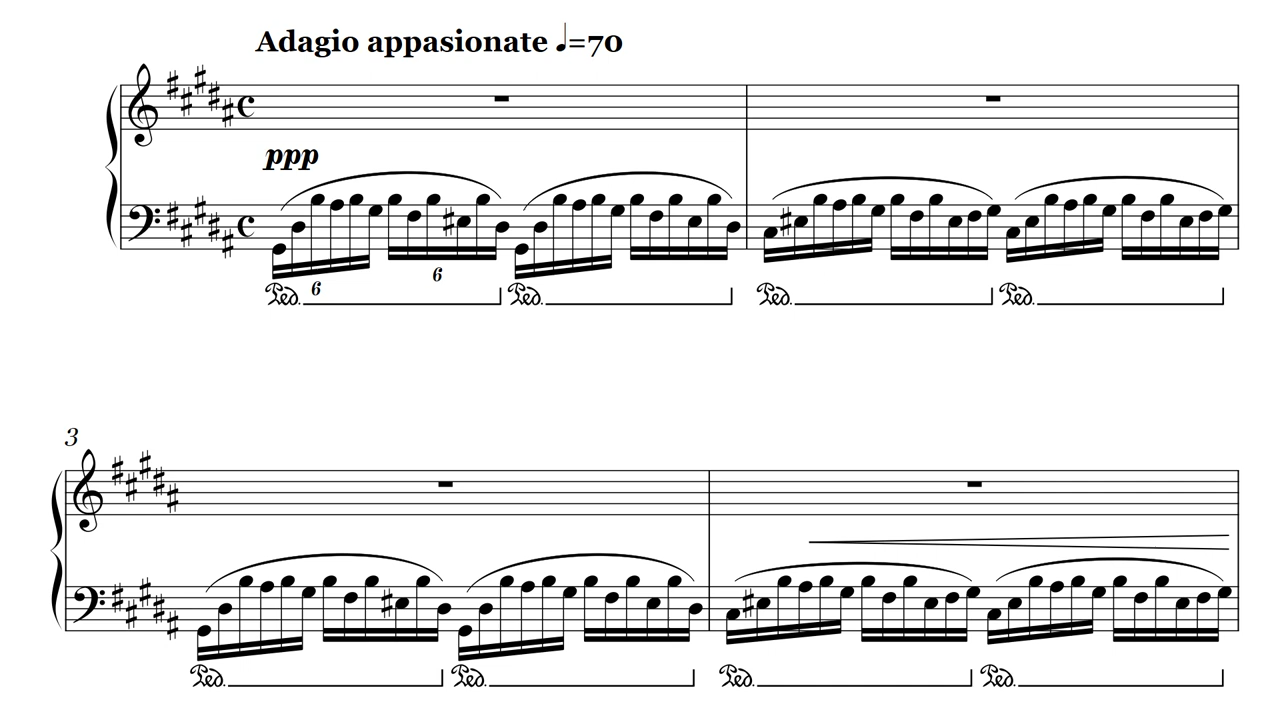 Adagio appasionate ♩=70
ppp
6 6
Ped. Ped. Ped. Ped.
3
Ped. Ped. Ped. Ped.